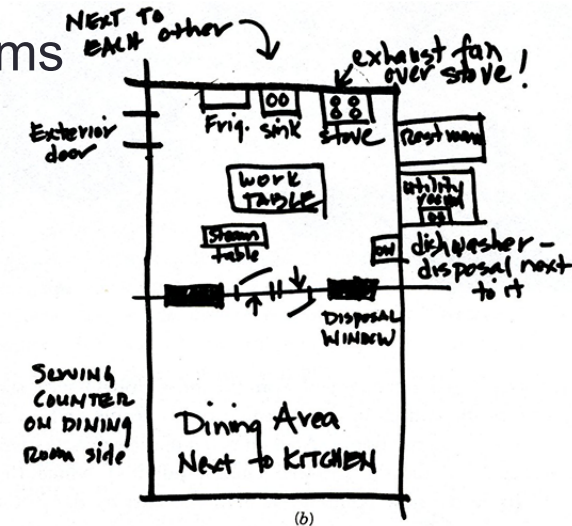 NEXT TO
EACH other
ms
exhaust fan
over stove!
Exterior
door
Frig.
sink
stove
Restroom
WORK
TABLE
utility
room
Steam
table
DW
dishwasher -
disposal next
to it
DISPOSAL
WINDOW
SERVING
COUNTER
ON DINING
Room side
Dining Area
Next to KITCHEN
(b)